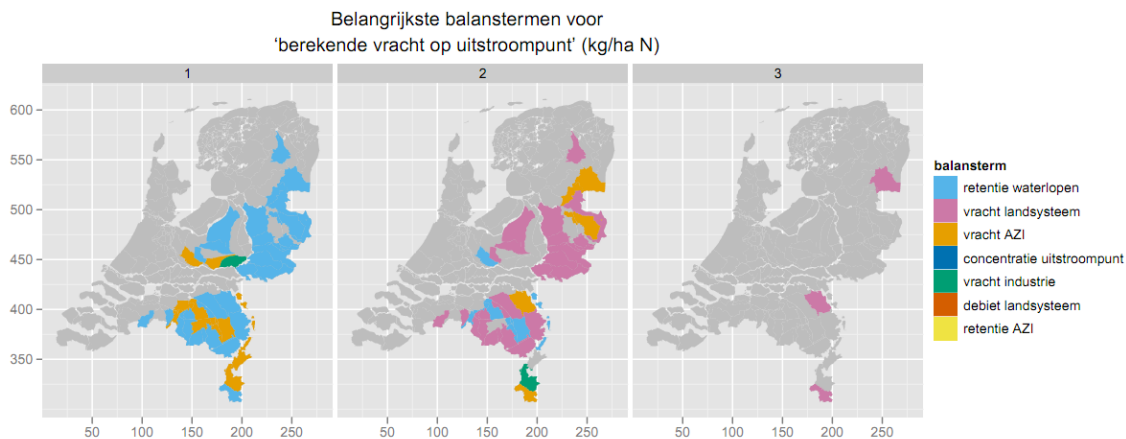 Belangrijkste balanstermen voor
‘berekende vracht op uitstroompunt’ (kg/ha N)
1 2 3
600
550
500
450
400
350
50 100 150 200 250 50 100 150 200 250 50 100 150 200 250
balansterm
retentie waterlopen
vracht landsysteem
vracht AZI
concentratie uitstroompunt
vracht industrie
debiet landsysteem
retentie AZI